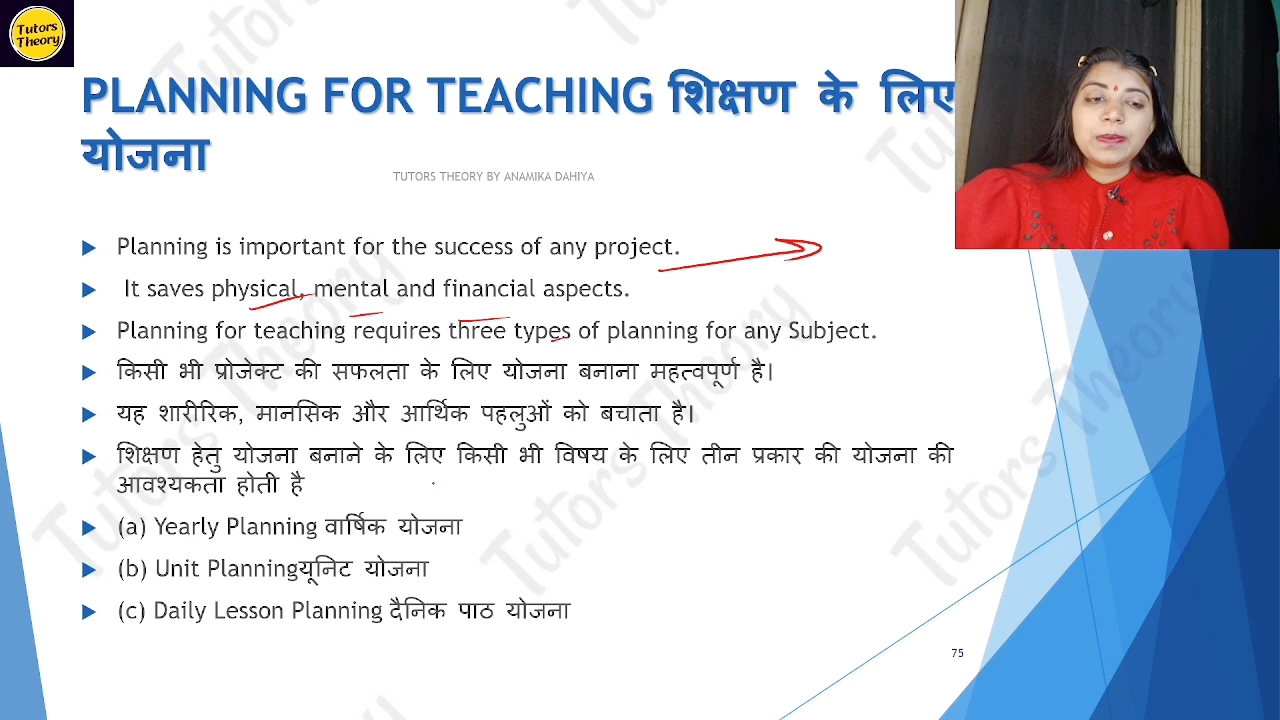 Tutors
Theory
PLANNING FOR TEACHING शिक्षण के लिए
योजना
TUTORS THEORY BY ANAMIKA DAHIYA
Planning is important for the success of any project.
It saves physical, mental and financial aspects.
Planning for teaching requires three types of planning for any Subject.
किसी भी प्रोजेक्ट की सफलता के लिए योजना बनाना महत्वपूर्ण है।
यह शारीरिक, मानसिक और आर्थिक पहलुओं को बचाता है।
शिक्षण हेतु योजना बनाने के लिए किसी भी विषय के लिए तीन प्रकार की योजना की
आवश्यकता होती है
(a) Yearly Planning वार्षिक योजना
(b) Unit Planningयूनिट योजना
(c) Daily Lesson Planning दैनिक पाठ योजना
75
Tutors Theory